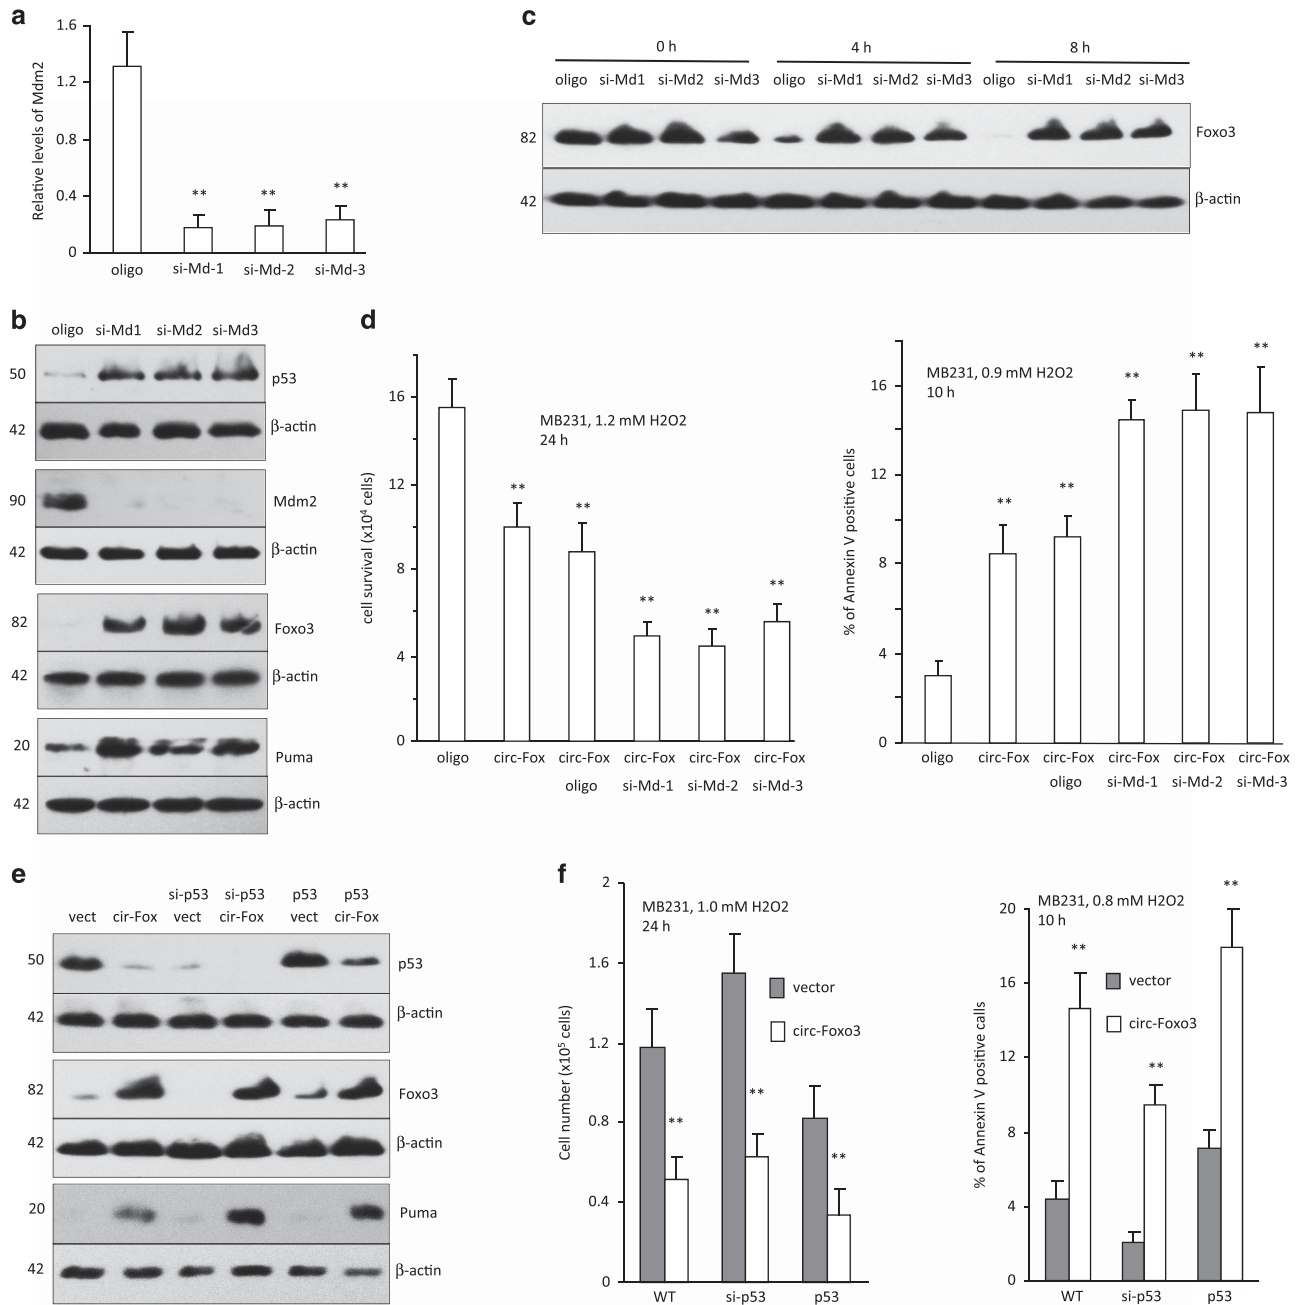 a
Relative levels of Mdm2
1.6
1.2
0.8
0.4
0
** ** **
oligo si-Md-1 si-Md-2 si-Md-3
c
0 h 4 h 8 h
oligo si-Md1 si-Md2 si-Md3 oligo si-Md1 si-Md2 si-Md3 oligo si-Md1 si-Md2 si-Md3
82 Foxo3
42 β-actin
b
oligo si-Md1 si-Md2 si-Md3
50 p53
42 β-actin
90 Mdm2
42 β-actin
82 Foxo3
42 β-actin
20 Puma
42 β-actin
d
cell survival (x10⁴ cells)
16
12
8
4
0
MB231, 1.2 mM H2O2
24 h
** ** ** ** **
oligo circ-Fox circ-Fox circ-Fox circ-Fox circ-Fox
oligo si-Md-1 si-Md-2 si-Md-3
% of Annexin V positive cells
16
12
8
4
0
MB231, 0.9 mM H2O2
10 h
** ** ** ** **
oligo circ-Fox circ-Fox circ-Fox circ-Fox circ-Fox
oligo si-Md-1 si-Md-2 si-Md-3
e
si-p53 si-p53 p53 p53
vect cir-Fox vect cir-Fox vect cir-Fox
50 p53
42 β-actin
82 Foxo3
42 β-actin
20 Puma
42 β-actin
f
Cell number (x10⁵ cells)
2
1.6
1.2
0.8
0.4
0
MB231, 1.0 mM H2O2
24 h
vector
circ-Foxo3
** ** **
WT si-p53 p53
% of Annexin V positive calls
20
16
12
8
4
0
MB231, 0.8 mM H2O2
10 h
vector
circ-Foxo3
** ** **
WT si-p53 p53